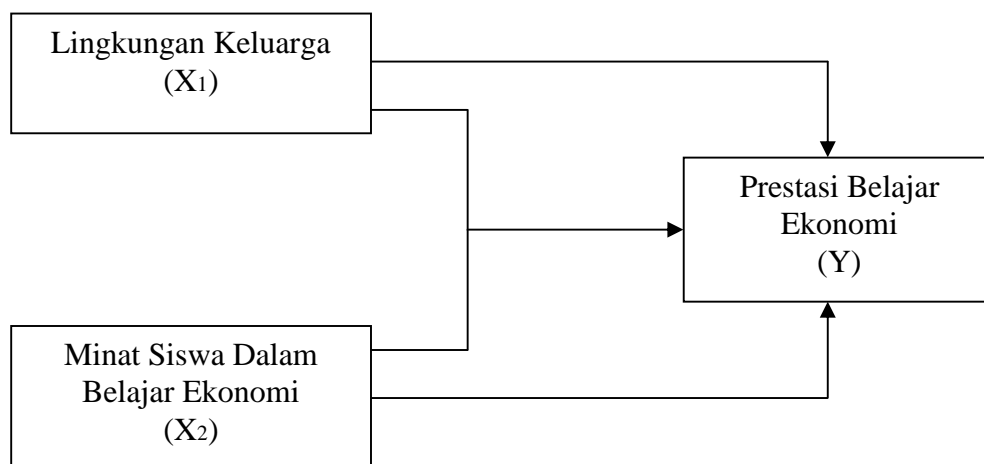 Lingkungan Keluarga
(X1)
Prestasi Belajar
Ekonomi
(Y)
Minat Siswa Dalam
Belajar Ekonomi
(X2)